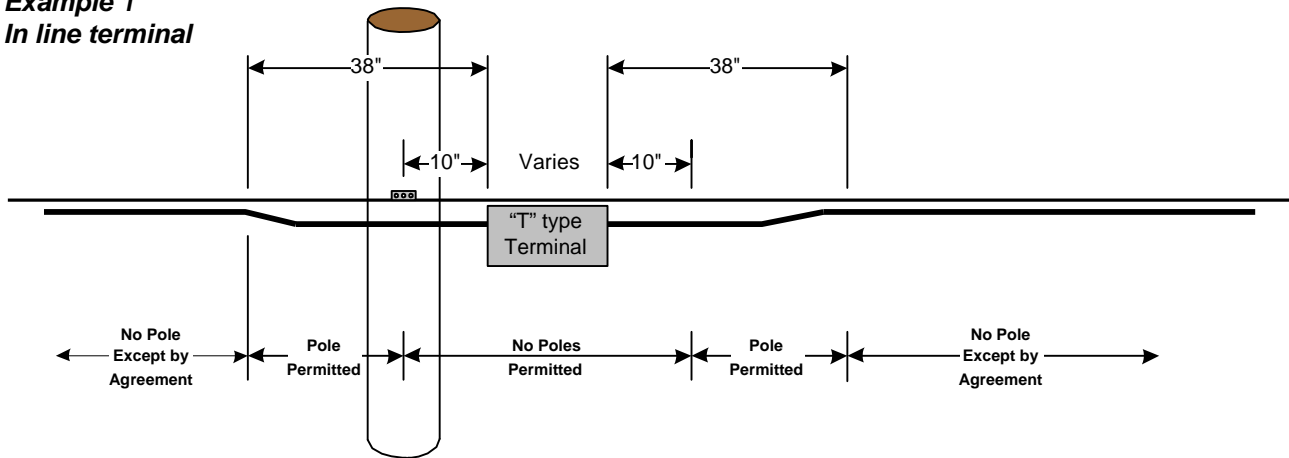 Example 1
In line terminal
38"
38"
10"
Varies
10"
“T” type
Terminal
No Pole
Except by
Agreement
Pole
Permitted
No Poles
Permitted
Pole
Permitted
No Pole
Except by
Agreement